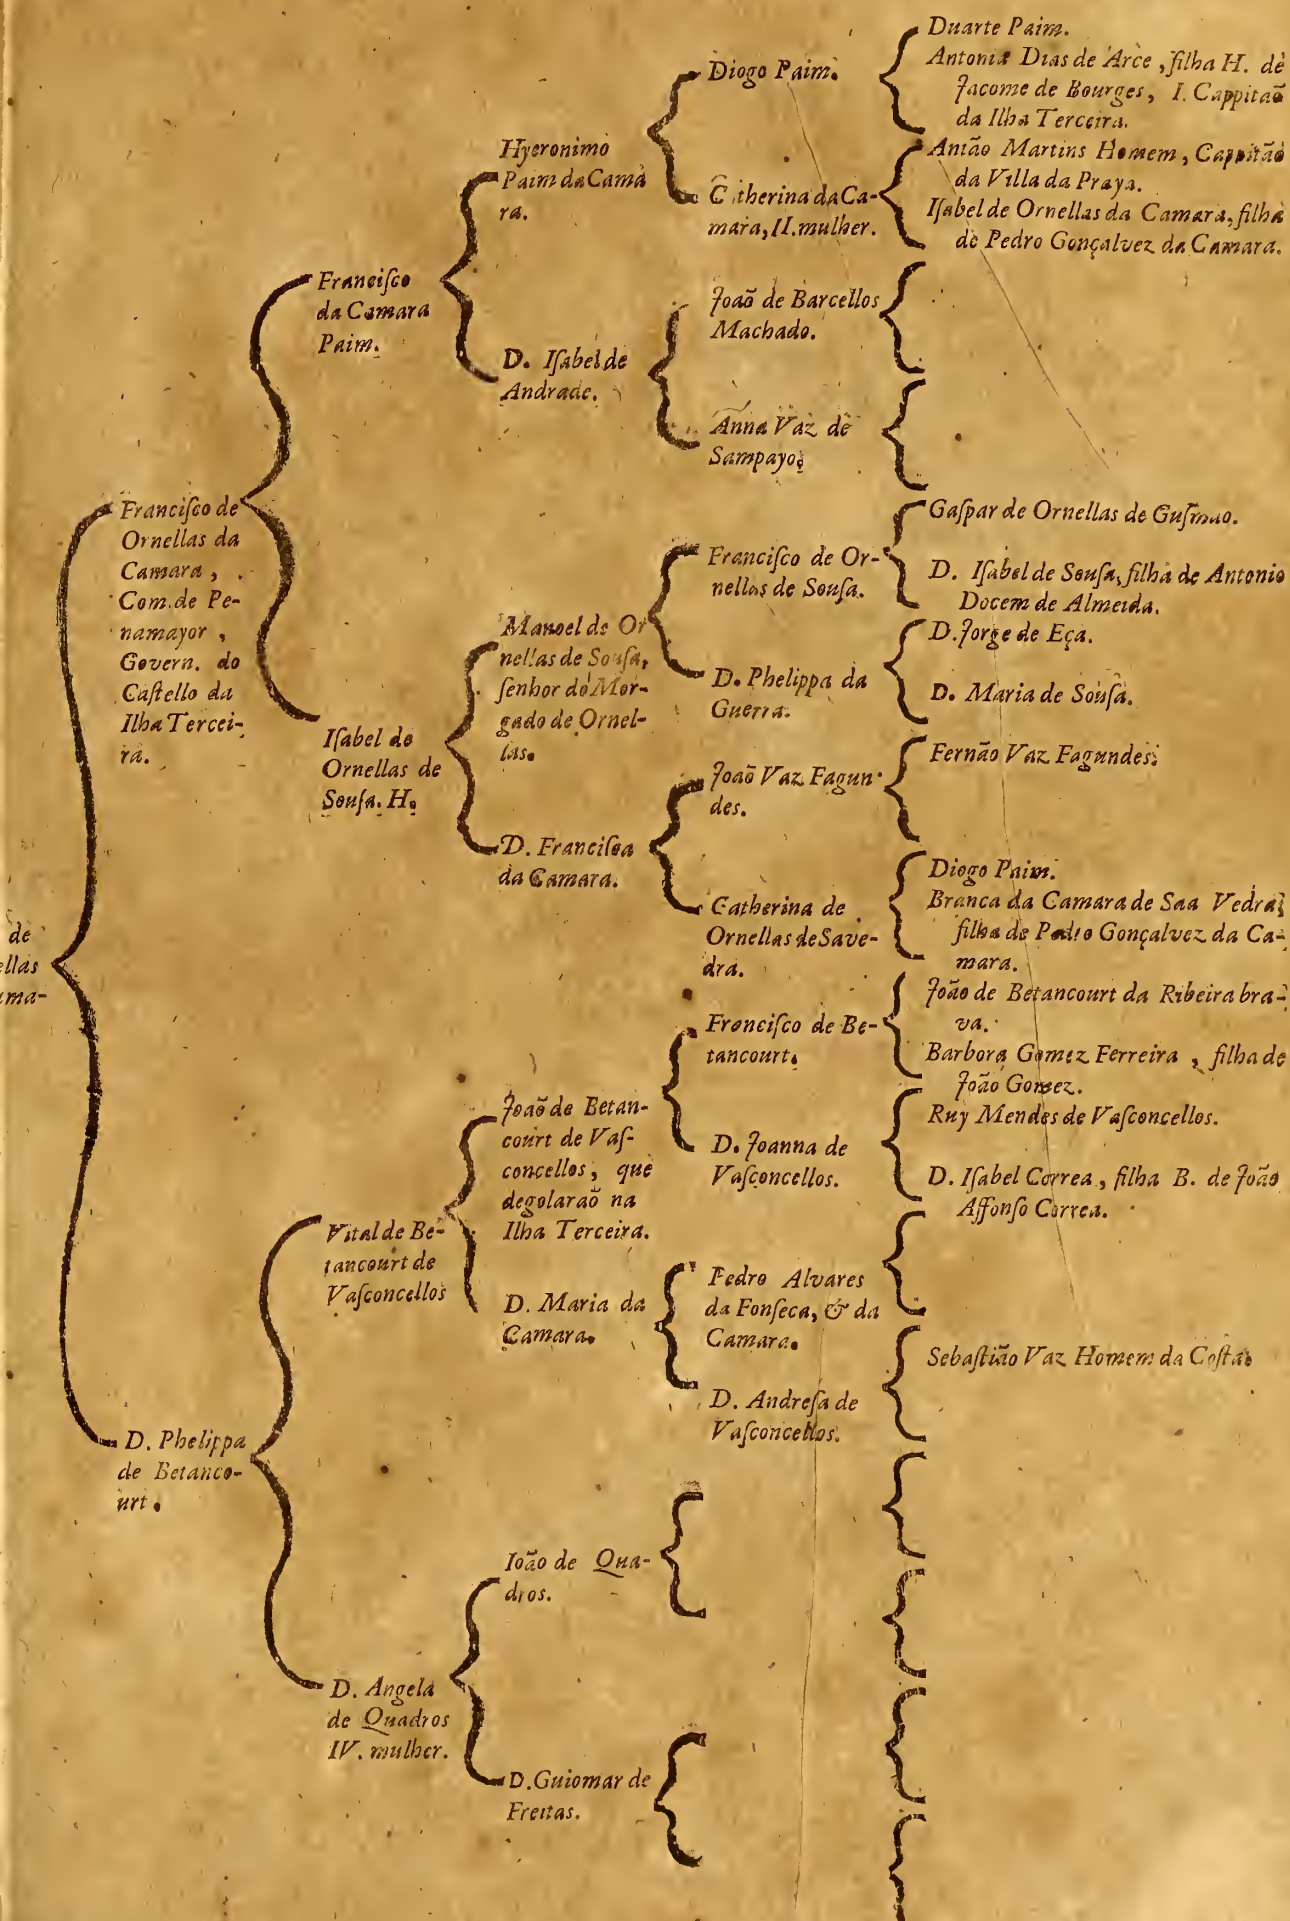 de
ellas
ama-
Francisco de
Ornellas da
Camara,
Com. de Pe-
namayor,
Govern. do
Castello da
Ilha Tercei-
ra.
D. Phelippa
de Betanco-
urt.
Franciſco
da Camara
Paim.
Iſabel de
Ornellas de
Souſa. H.
Vital de Be-
tancourt de
Vaſconcellos
D. Angela
de Quadros
IV. mulher.
Hyeronimo
Paim da Cama
ra.
D. Iſabel de
Andrade.
Manoel de Or
nellas de Souſa,
ſenhor do Mor-
gado de Ornel-
las.
D. Franciſca
da Camara.
Joaõ de Betan-
court de Vaſ-
concellos, que
degolaraõ na
Ilha Terceira.
D. Maria da
Camara.
Ioão de Qua-
dros.
D. Guiomar de
Freitas.
Diogo Paim.
Catherina da Ca-
mara, II. mulher.
Joaõ de Barcellos
Machado.
Anna Vaz de
Sampayo.
Franciſco de Or-
nellas de Souſa.
D. Phelippa da
Guerra.
Joaõ Vaz Fagun-
des.
Catherina de
Ornellas de Save-
dra.
Franciſco de Be-
tancourt.
D. Joanna de
Vaſconcellos.
Pedro Alvares
da Fonſeca, & da
Camara.
D. Andreſa de
Vaſconcellos.
Duarte Paim.
Antonia Dias de Arce, filha H. de
Jacome de Bourges, I. Cappitaõ
da Ilha Terceira.
Antão Martins Homem, Cappitão
da Villa da Praya.
Iſabel de Ornellas da Camara, filha
de Pedro Gonçalvez da Camara.
Gaſpar de Ornellas de Guſmao.
D. Iſabel de Souſa, filha de Antonio
Docem de Almeida.
D. Jorge de Eça.
D. Maria de Souſa.
Fernão Vaz Fagundes.
Diogo Paim.
Branca da Camara de Saa Vedra,
filha de Pedro Gonçalvez da Ca-
mara.
João de Betancourt da Ribeira bra-
va.
Barbora Gomez Ferreira, filha de
João Gomez.
Ruy Mendes de Vaſconcellos.
D. Iſabel Correa, filha B. de João
Affonſo Correa.
Sebaſtião Vaz Homem da Coſta.